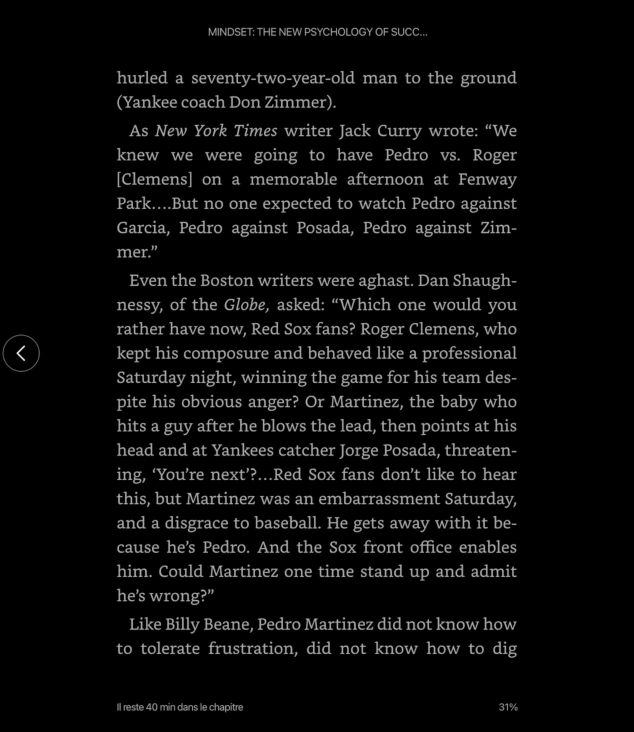 MINDSET: THE NEW PSYCHOLOGY OF SUCC...
hurled a seventy-two-year-old man to the ground
(Yankee coach Don Zimmer).
As New York Times writer Jack Curry wrote: “We
knew we were going to have Pedro vs. Roger
[Clemens] on a memorable afternoon at Fenway
Park.…But no one expected to watch Pedro against
Garcia, Pedro against Posada, Pedro against Zim-
mer.”
Even the Boston writers were aghast. Dan Shaugh-
nessy, of the Globe, asked: “Which one would you
rather have now, Red Sox fans? Roger Clemens, who
kept his composure and behaved like a professional
Saturday night, winning the game for his team des-
pite his obvious anger? Or Martinez, the baby who
hits a guy after he blows the lead, then points at his
head and at Yankees catcher Jorge Posada, threaten-
ing, ‘You’re next’?…Red Sox fans don’t like to hear
this, but Martinez was an embarrassment Saturday,
and a disgrace to baseball. He gets away with it be-
cause he’s Pedro. And the Sox front office enables
him. Could Martinez one time stand up and admit
he’s wrong?”
Like Billy Beane, Pedro Martinez did not know how
to tolerate frustration, did not know how to dig
Il reste 40 min dans le chapitre
31%